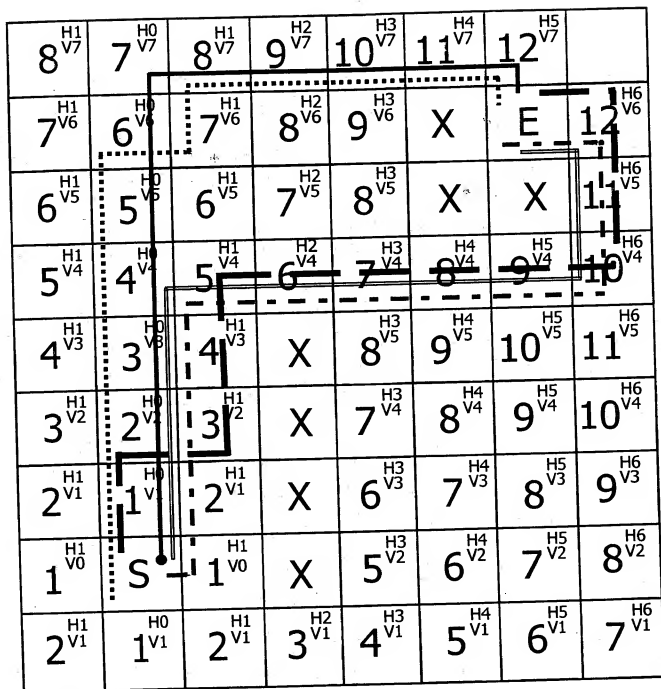 8 H1 V7 7 H0 V7 8 H1 V7 9 H2 V7 10 H3 V7 11 H4 V7 12 H5 V7
7 H1 V6 6 H0 V6 7 H1 V6 8 H2 V6 9 H3 V6 X E 12 H6 V6
6 H1 V5 5 H0 V5 6 H1 V5 7 H2 V5 8 H3 V5 X X 11 H6 V5
5 H1 V4 4 H0 V4 5 H1 V4 6 H2 V4 7 H3 V4 8 H4 V4 9 H5 V4 10 H6 V4
4 H1 V3 3 H0 V3 4 H1 V3 X 8 H3 V5 9 H4 V5 10 H5 V5 11 H6 V5
3 H1 V2 2 H0 V2 3 H1 V2 X 7 H3 V4 8 H4 V4 9 H5 V4 10 H6 V4
2 H1 V1 1 H0 V1 2 H1 V1 X 6 H3 V3 7 H4 V3 8 H5 V3 9 H6 V3
1 H1 V0 S 1 H1 V0 X 5 H3 V2 6 H4 V2 7 H5 V2 8 H6 V2
2 H1 V1 1 H0 V1 2 H1 V1 3 H2 V1 4 H3 V1 5 H4 V1 6 H5 V1 7 H6 V1